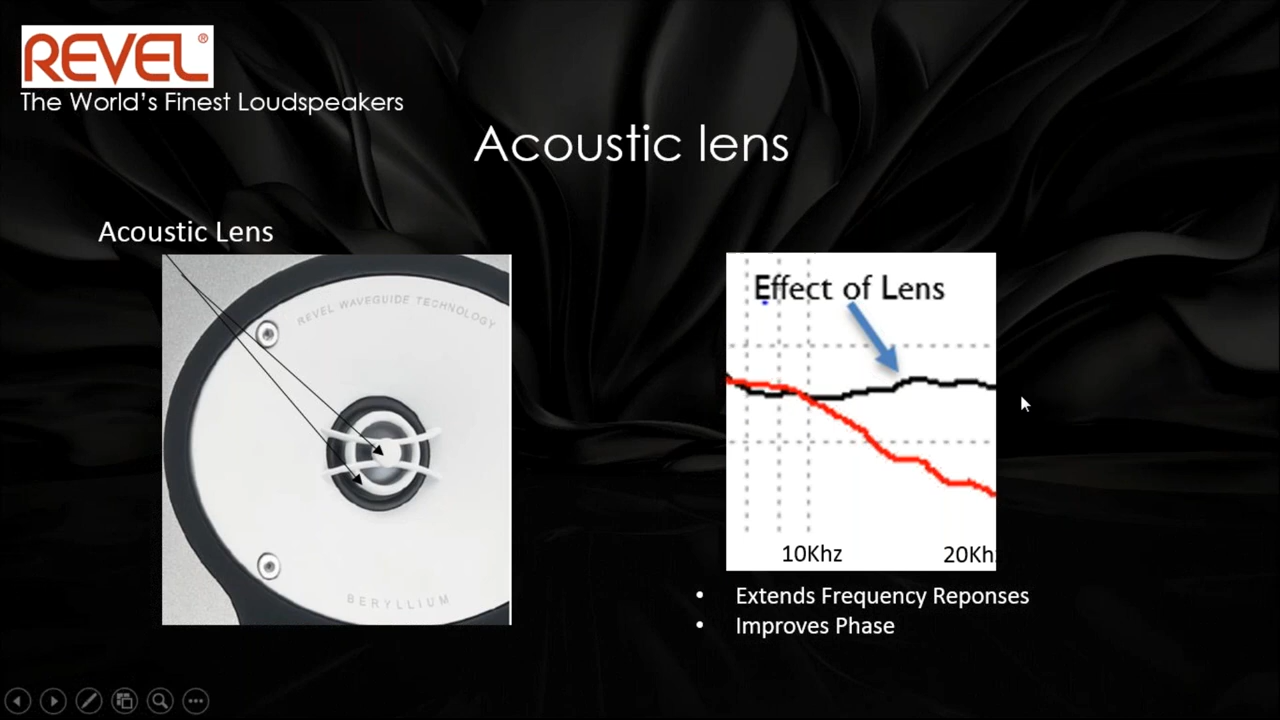 REVEL®
The World's Finest Loudspeakers
Acoustic lens
Acoustic Lens
REVEL WAVEGUIDE TECHNOLOGY
BERYLLIUM
Effect of Lens
10Khz
20Kh
• Extends Frequency Reponses
• Improves Phase